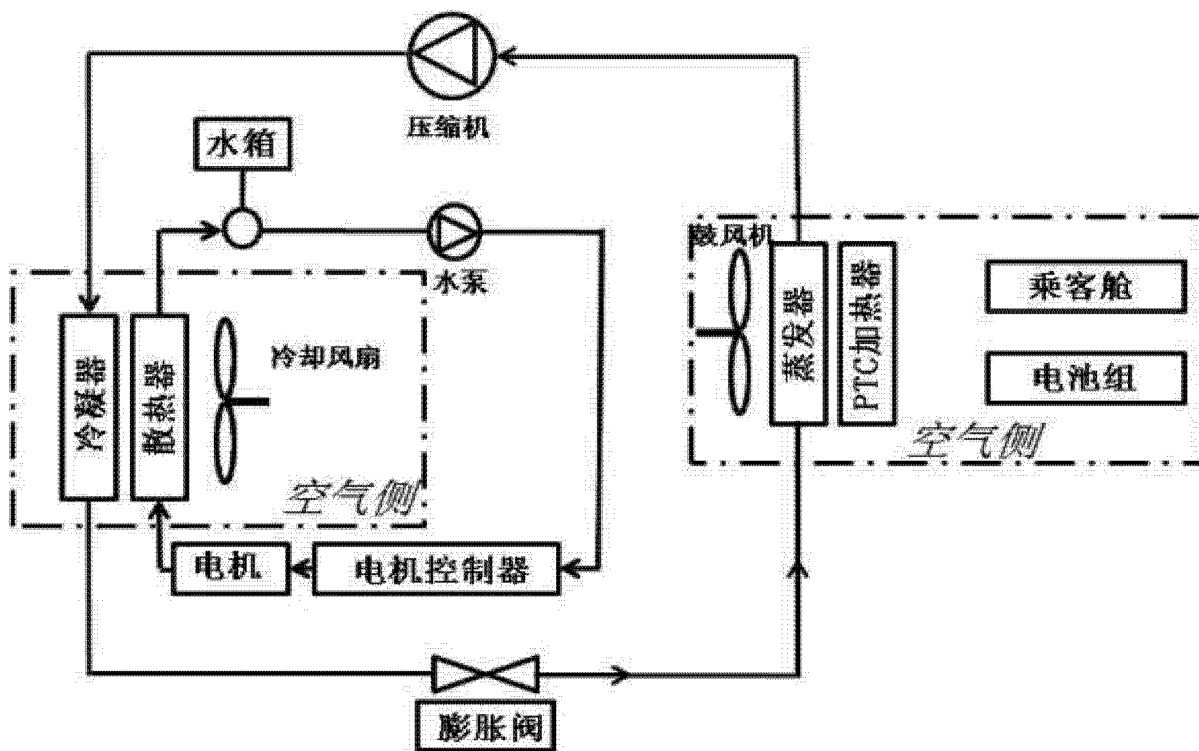 压缩机
水箱
水泵
鼓风机
蒸发器
PTC加热器
乘客舱
电池组
空气侧
冷凝器
散热器
冷却风扇
空气侧
电机
电机控制器
膨胀阀